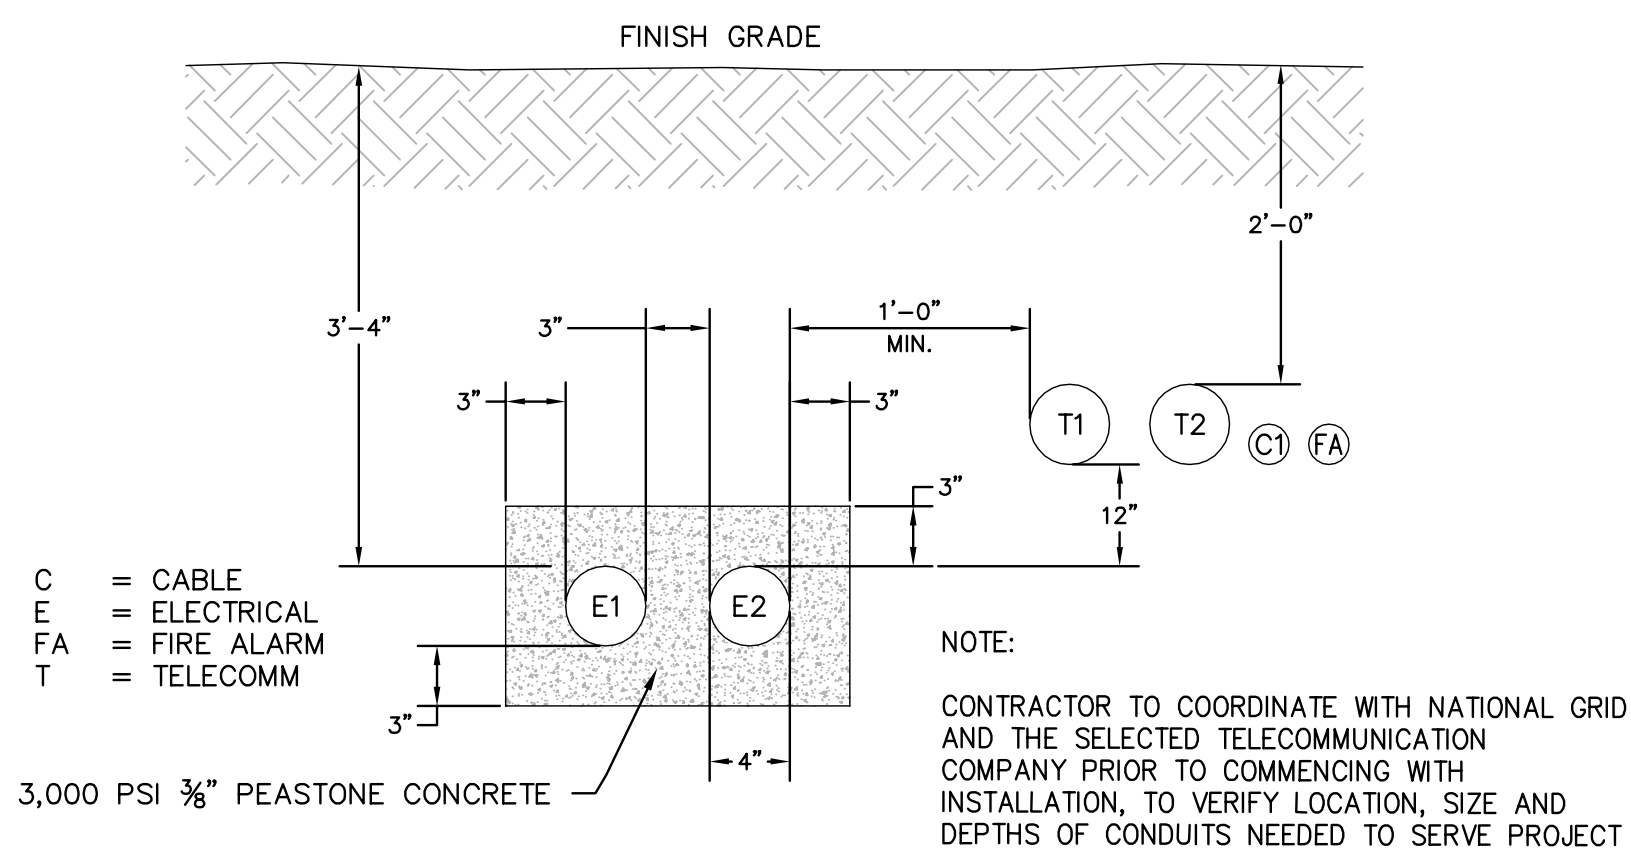 FINISH GRADE
2'-0"
3'-4"
3"
1'-0"
MIN.
3"
3"
T1
T2
C1
FA
3"
12"
E1
E2
C = CABLE
E = ELECTRICAL
FA = FIRE ALARM
T = TELECOMM
3"
4"
3,000 PSI 3/8" PEASTONE CONCRETE
NOTE:
CONTRACTOR TO COORDINATE WITH NATIONAL GRID
AND THE SELECTED TELECOMMUNICATION
COMPANY PRIOR TO COMMENCING WITH
INSTALLATION, TO VERIFY LOCATION, SIZE AND
DEPTHS OF CONDUITS NEEDED TO SERVE PROJECT